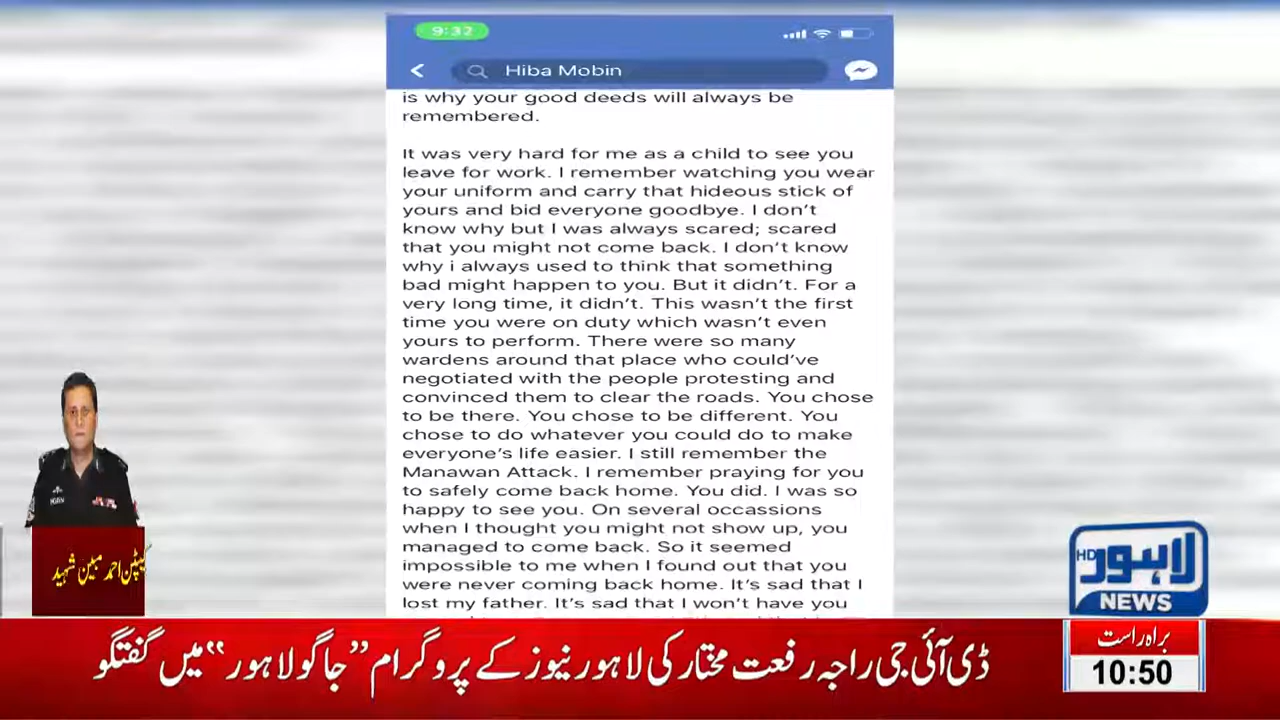 9:32
Hiba Mobin
is why your good deeds will always be
remembered.
It was very hard for me as a child to see you
leave for work. I remember watching you wear
your uniform and carry that hideous stick of
yours and bid everyone goodbye. I don't
know why but I was always scared; scared
that you might not come back. I don't know
why i always used to think that something
bad might happen to you. But it didn't. For a
very long time, it didn't. This wasn't the first
time you were on duty which wasn't even
yours to perform. There were so many
wardens around that place who could've
negotiated with the people protesting and
convinced them to clear the roads. You chose
to be there. You chose to be different. You
chose to do whatever you could do to make
everyone's life easier. I still remember the
Manawan Attack. I remember praying for you
to safely come back home. You did. I was so
happy to see you. On several occassions
when I thought you might not show up, you
managed to come back. So it seemed
impossible to me when I found out that you
were never coming back home. It's sad that I
lost my father. It's sad that I won't have you
کیپٹن احمد مبین شہید
لاہور HD
NEWS
براہ راست
10:50
ڈی آئی جی راجہ رفعت مختار کی لاہور نیوز کے پروگرام ”جاگو لاہور“ میں گفتگو